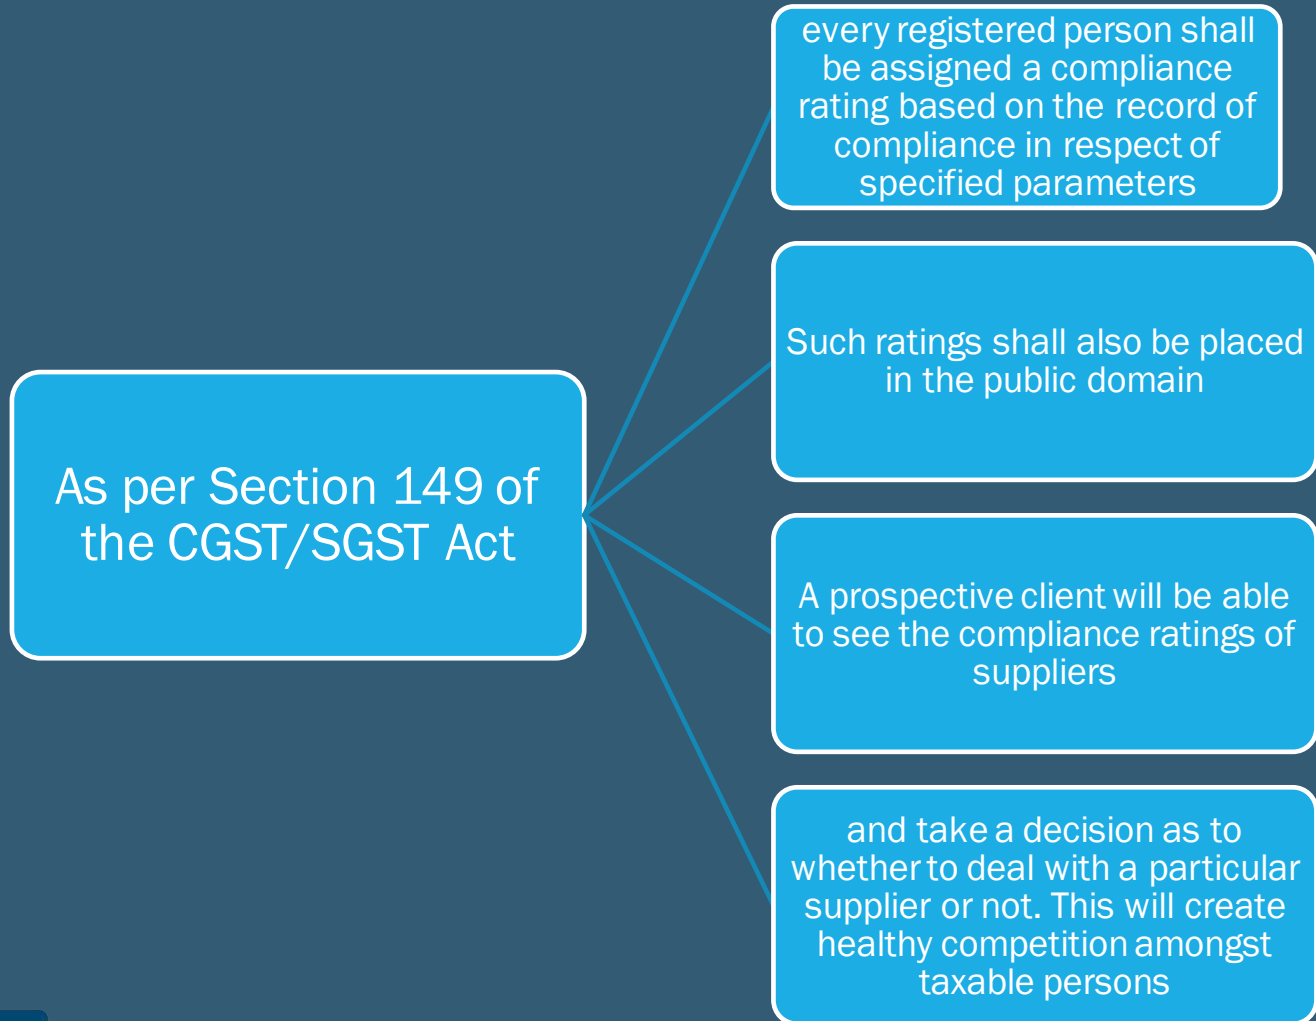 As per Section 149 of
the CGST/SGST Act
every registered person shall
be assigned a compliance
rating based on the record of
compliance in respect of
specified parameters
Such ratings shall also be placed
in the public domain
A prospective client will be able
to see the compliance ratings of
suppliers
and take a decision as to
whether to deal with a particular
supplier or not. This will create
healthy competition amongst
taxable persons